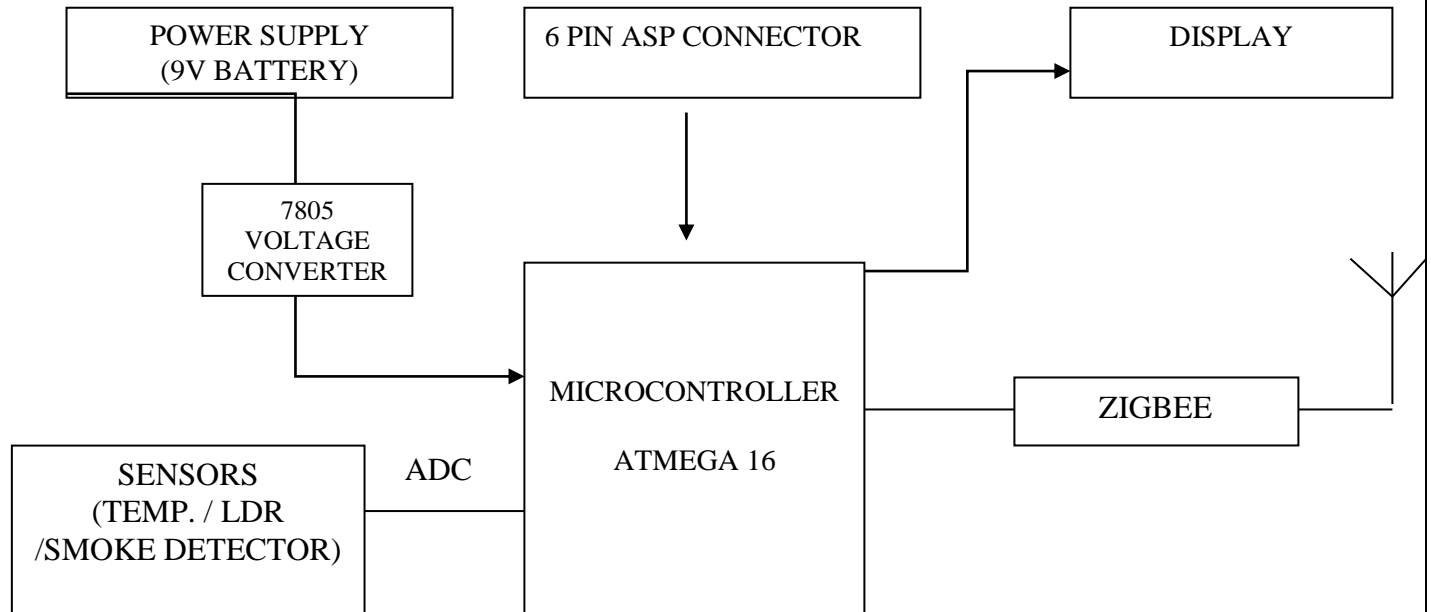 POWER SUPPLY
(9V BATTERY)
6 PIN ASP CONNECTOR
DISPLAY
7805
VOLTAGE
CONVERTER
MICROCONTROLLER
ATMEGA 16
ZIGBEE
SENSORS
(TEMP. / LDR
/SMOKE DETECTOR)
ADC